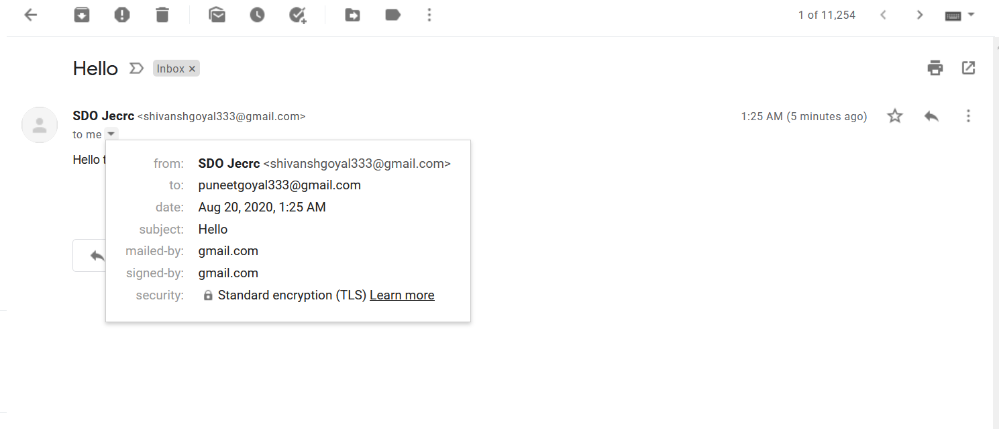 1 of 11,254
Hello Inbox ×
SDO Jecrc <shivanshgoyal333@gmail.com> 1:25 AM (5 minutes ago)
to me
Hello
from: SDO Jecrc <shivanshgoyal333@gmail.com>
to: puneetgoyal333@gmail.com
date: Aug 20, 2020, 1:25 AM
subject: Hello
mailed-by: gmail.com
signed-by: gmail.com
security: Standard encryption (TLS) Learn more